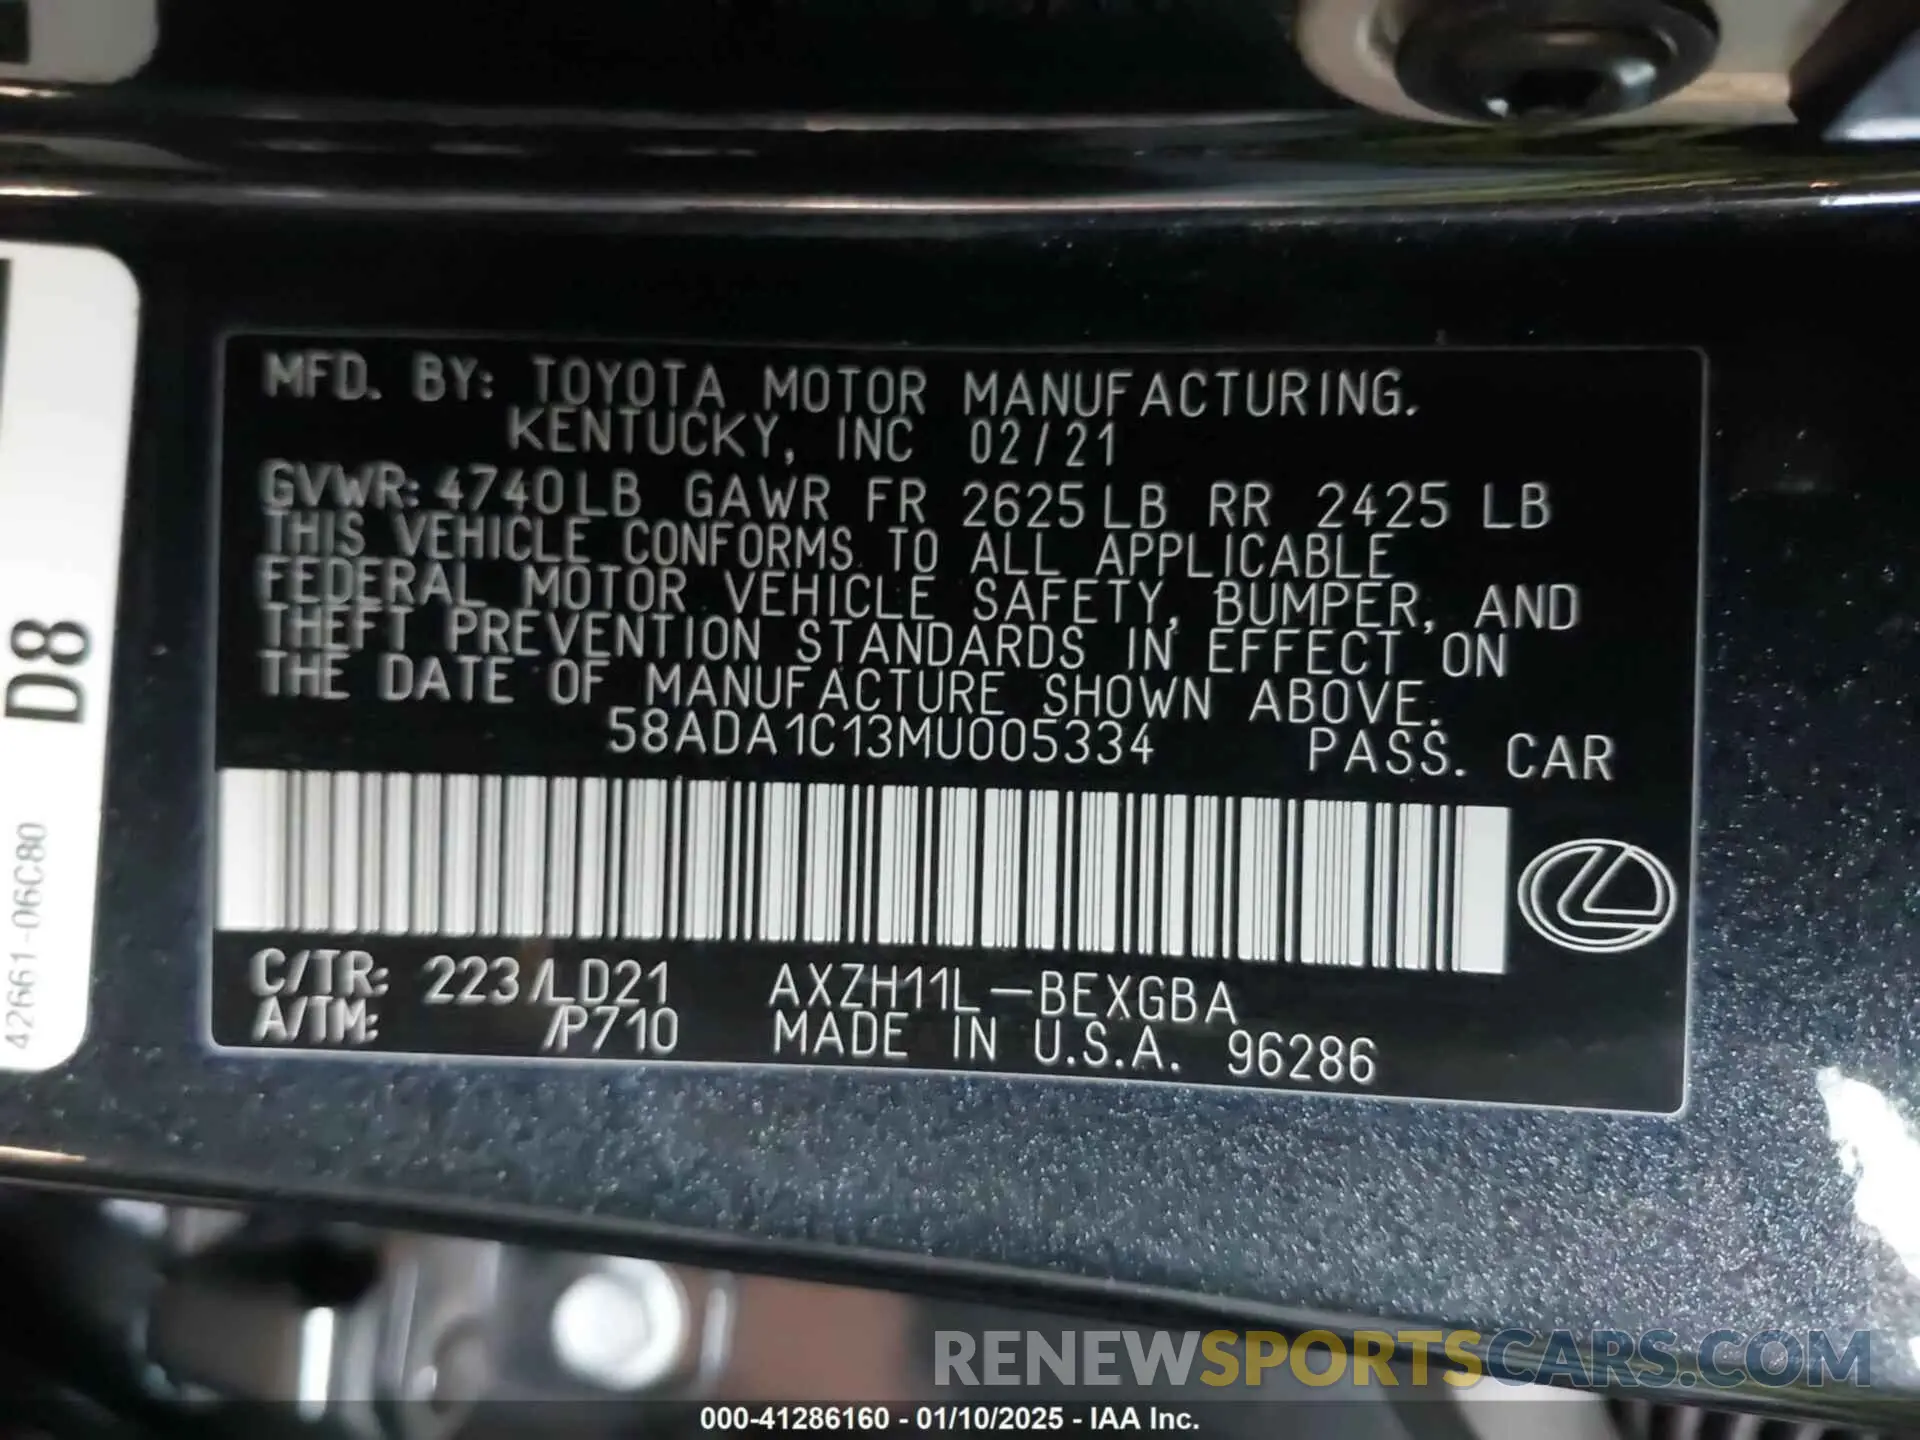 MFD. BY: TOYOTA MOTOR MANUFACTURING.
KENTUCKY, INC 02/21
GVWR: 4740LB GAWR FR 2625LB RR 2425 LB
THIS VEHICLE CONFORMS TO ALL APPLICABLE
FEDERAL MOTOR VEHICLE SAFETY, BUMPER, AND
THEFT PREVENTION STANDARDS IN EFFECT ON
THE DATE OF MANUFACTURE SHOWN ABOVE.
58ADA1C13MU005334 PASS. CAR
C/TR: 223/LD21 AXZH11L-BEXGBA
A/TM: /P710 MADE IN U.S.A. 96286
D8
42661-06C80
RENEWSPORTSCARS.COM
000-41286160 - 01/10/2025 - IAA Inc.